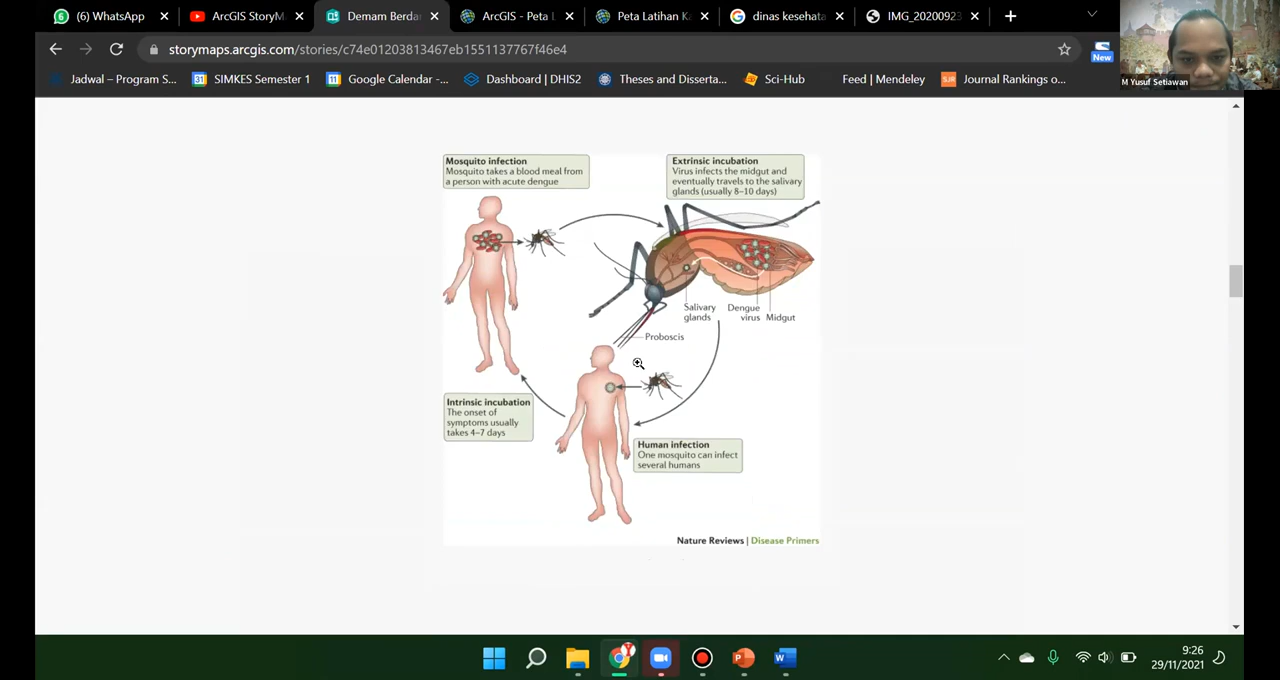 (6) WhatsApp
ArcGIS StoryM
Demam Berda
ArcGIS - Peta L
Peta Latihan K
dinas kesehata
IMG_20200923
storymaps.arcgis.com/stories/c74e01203813467eb1551137767f46e4
New
M Yusuf Setiawan
Jadwal – Program S...
31 SIMKES Semester 1
11 Google Calendar -...
Dashboard | DHIS2
Theses and Disserta...
Sci-Hub
Feed | Mendeley
SJR Journal Rankings o...
Mosquito infection
Mosquito takes a blood meal from
a person with acute dengue
Extrinsic incubation
Virus infects the midgut and
eventually travels to the salivary
glands (usually 8–10 days)
Salivary
glands
Dengue
virus
Midgut
Proboscis
Intrinsic incubation
The onset of
symptoms usually
takes 4–7 days
Human infection
One mosquito can infect
several humans
Nature Reviews | Disease Primers
9:26
29/11/2021